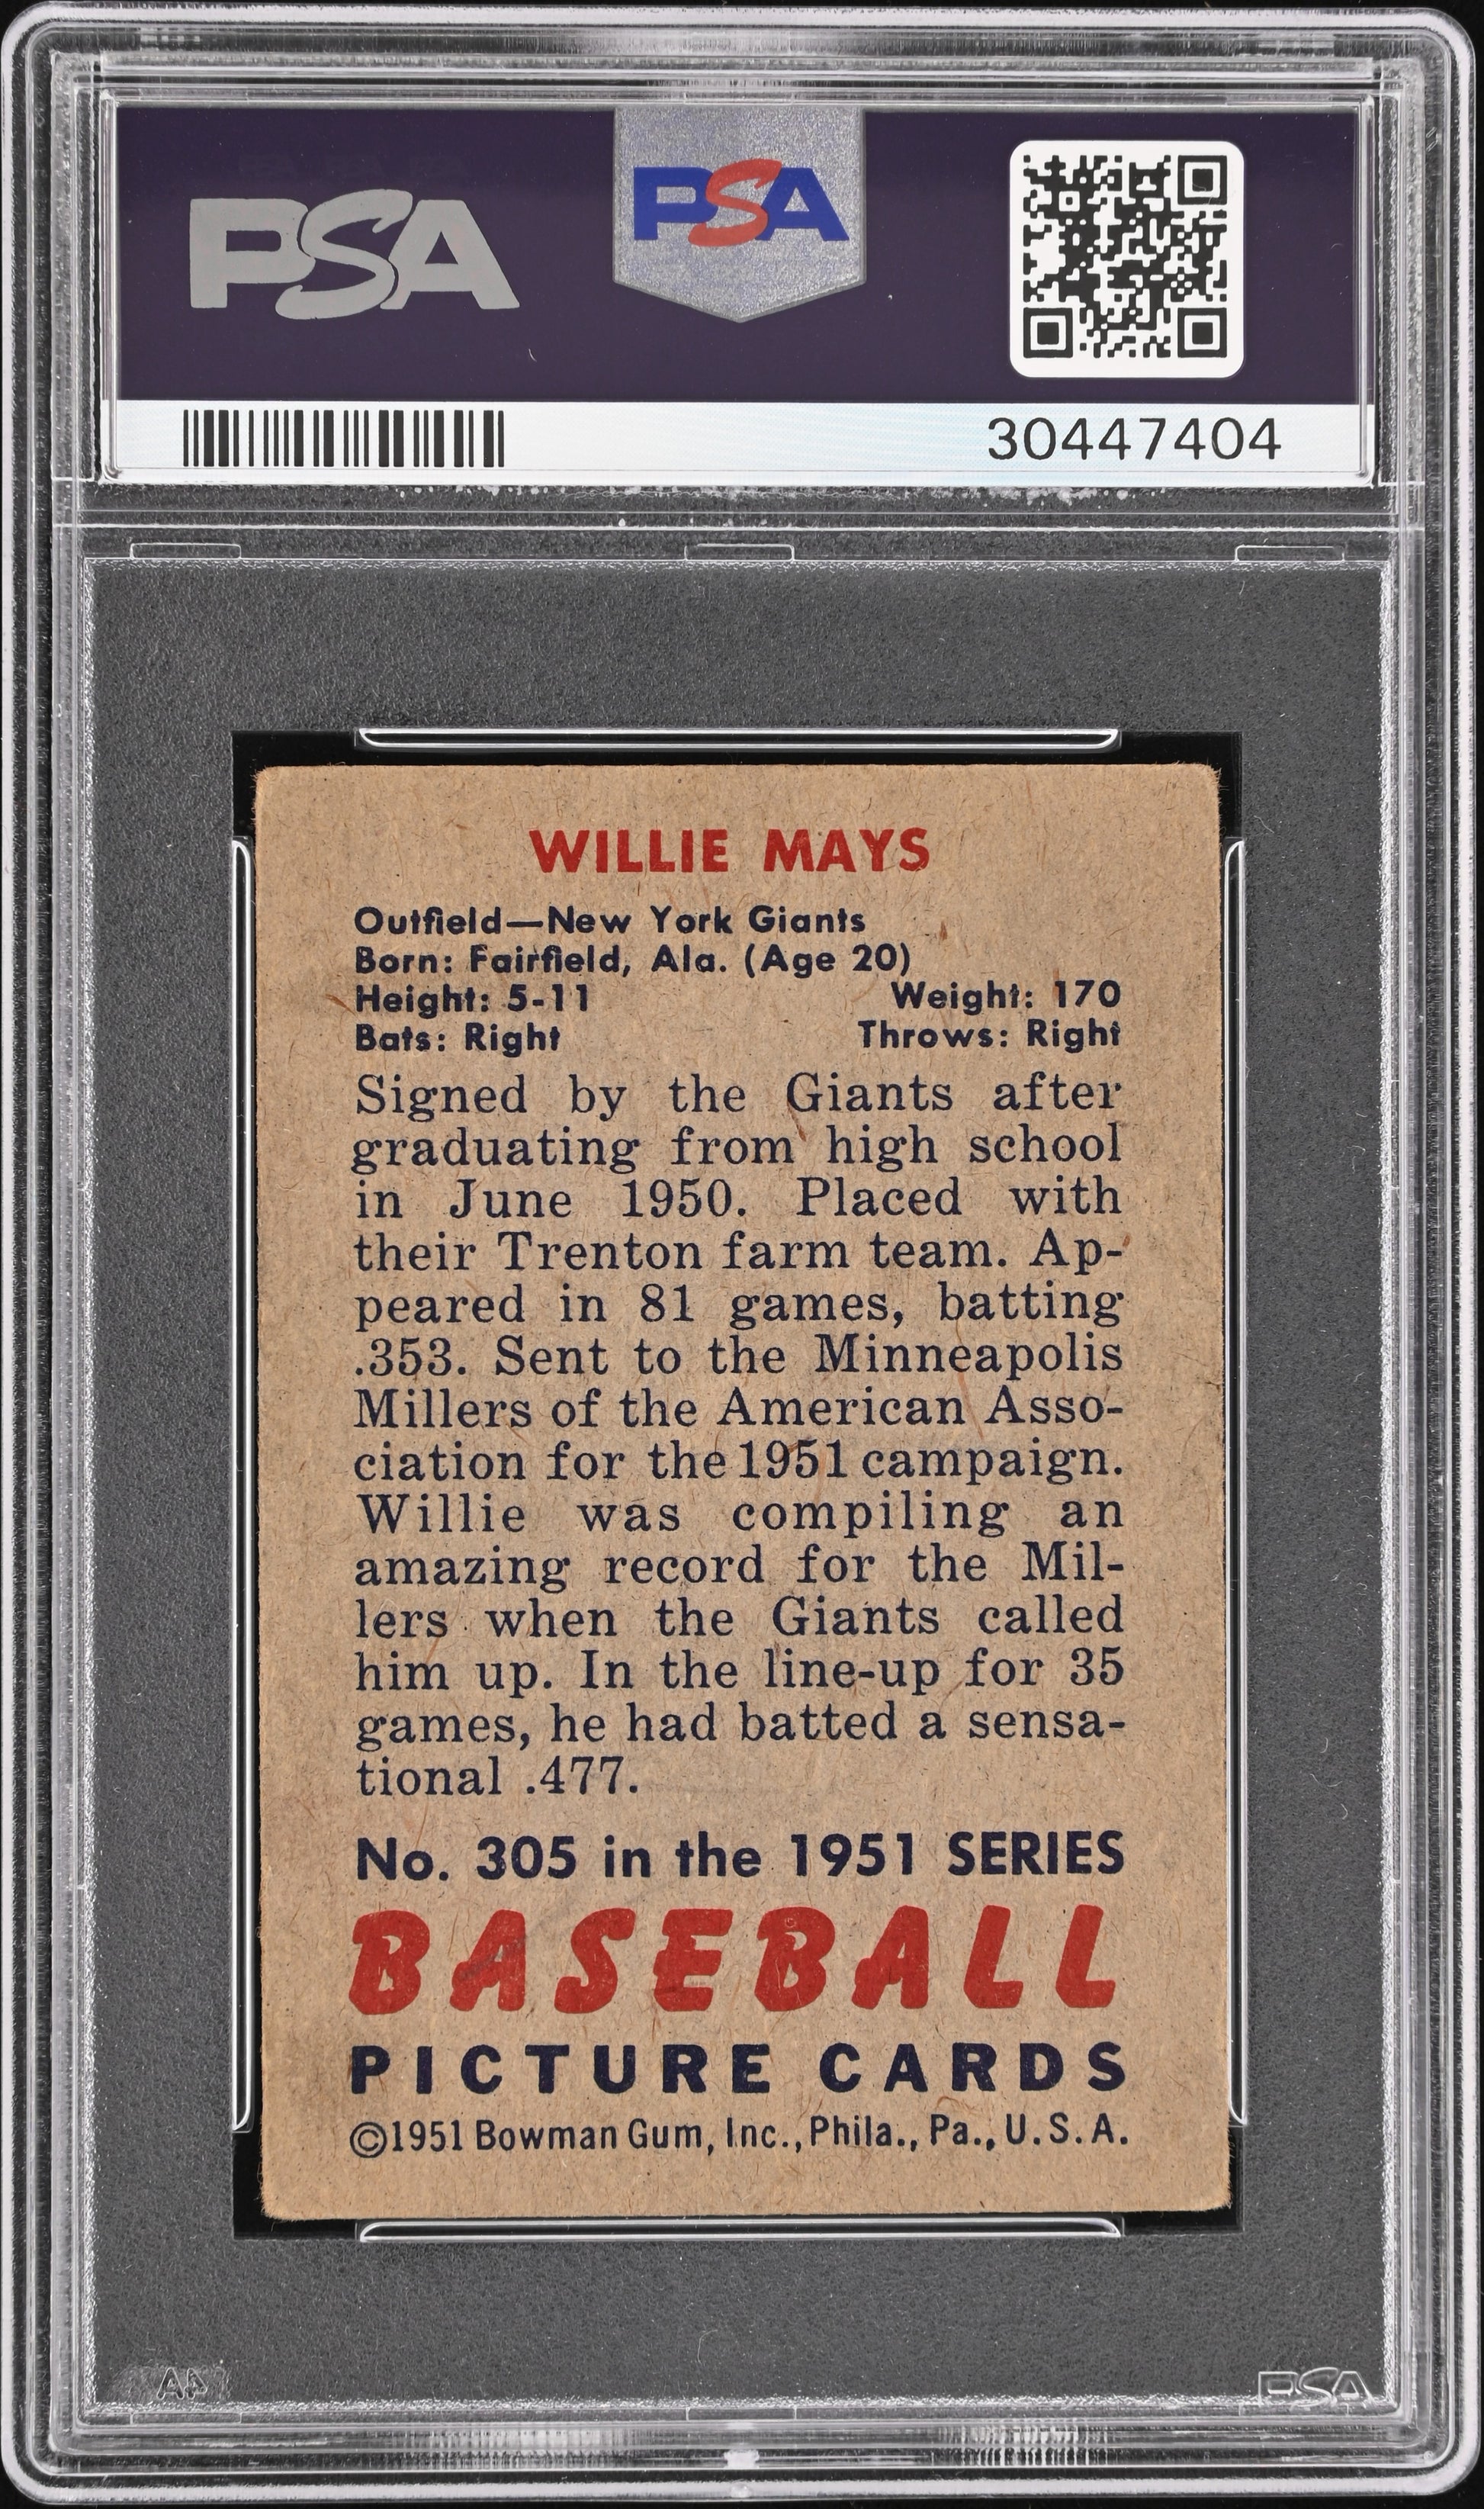 PSA
PSA
30447404
WILLIE MAYS
Outfield—New York Giants
Born: Fairfield, Ala. (Age 20)
Height: 5-11 Weight: 170
Bats: Right Throws: Right
Signed by the Giants after
graduating from high school
in June 1950. Placed with
their Trenton farm team. Ap-
peared in 81 games, batting
.353. Sent to the Minneapolis
Millers of the American Asso-
ciation for the 1951 campaign.
Willie was compiling an
amazing record for the Mil-
lers when the Giants called
him up. In the line-up for 35
games, he had batted a sensa-
tional .477.
No. 305 in the 1951 SERIES
BASEBALL
PICTURE CARDS
©1951 Bowman Gum, Inc., Phila., Pa., U.S.A.
PSA